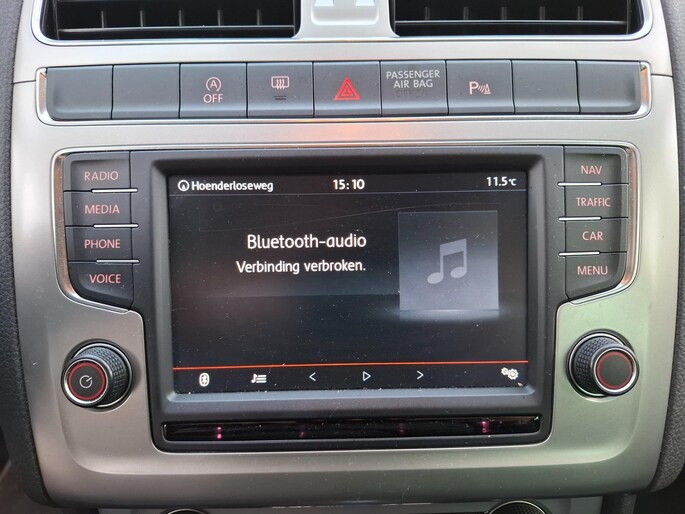 A OFF
PASSENGER
AIR BAG
P
RADIO
MEDIA
PHONE
VOICE
Hoenderloseweg
15:10
11.5°C
Bluetooth-audio
Verbinding verbroken.
NAV
TRAFFIC
CAR
MENU